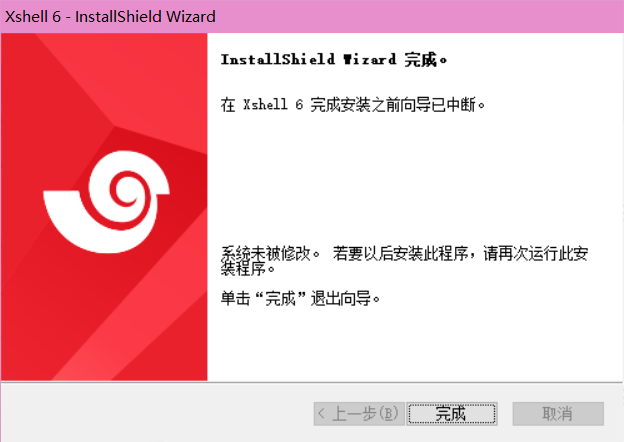 Xshell 6 - InstallShield Wizard
InstallShield Wizard 完成。
在 Xshell 6 完成安装之前向导已中断。
系统未被修改。 若要以后安装此程序，请再次运行此安
装程序。
单击“完成”退出向导。
< 上一步(B) 完成 取消